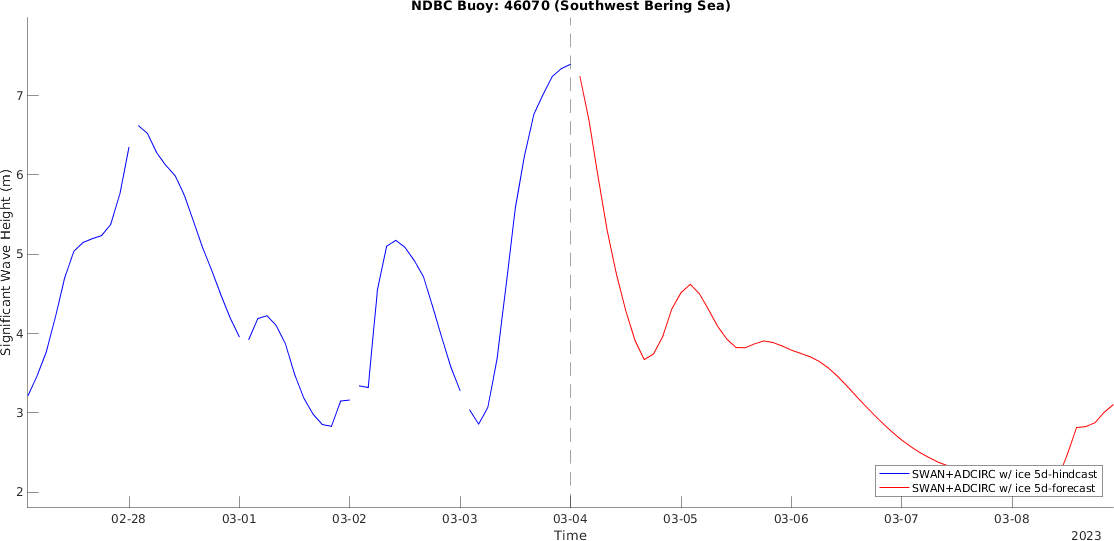 NDBC Buoy: 46070 (Southwest Bering Sea)
Significant Wave Height (m)
7
6
5
4
3
2
SWAN+ADCIRC w/ ice 5d-hindcast
SWAN+ADCIRC w/ ice 5d-forecast
02-28 03-01 03-02 03-03 03-04 03-05 03-06 03-07 03-08
Time
2023